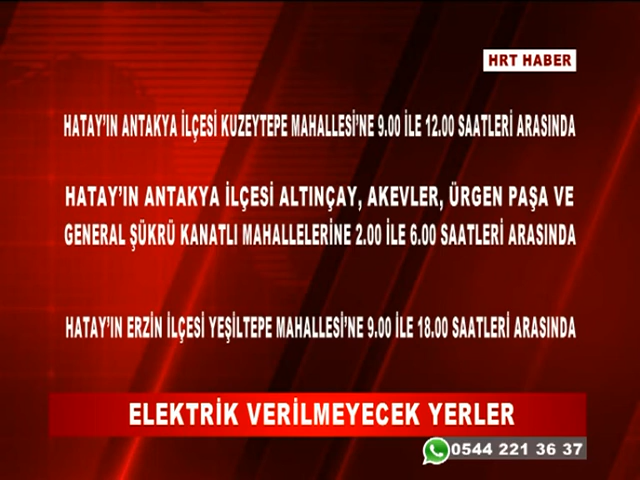 HRT HABER
HATAY'IN ANTAKYA İLÇESİ KUZEYTEPE MAHALLESİ'NE 9.00 İLE 12.00 SAATLERİ ARASINDA
HATAY'IN ANTAKYA İLÇESİ ALTINÇAY, AKEVLER, ÜRGEN PAŞA VE
GENERAL ŞÜKRÜ KANATLI MAHALLELERİNE 2.00 İLE 6.00 SAATLERİ ARASINDA
HATAY'IN ERZİN İLÇESİ YEŞİLTEPE MAHALLESİ'NE 9.00 İLE 18.00 SAATLERİ ARASINDA
ELEKTRİK VERİLMEYECEK YERLER
0544 221 36 37